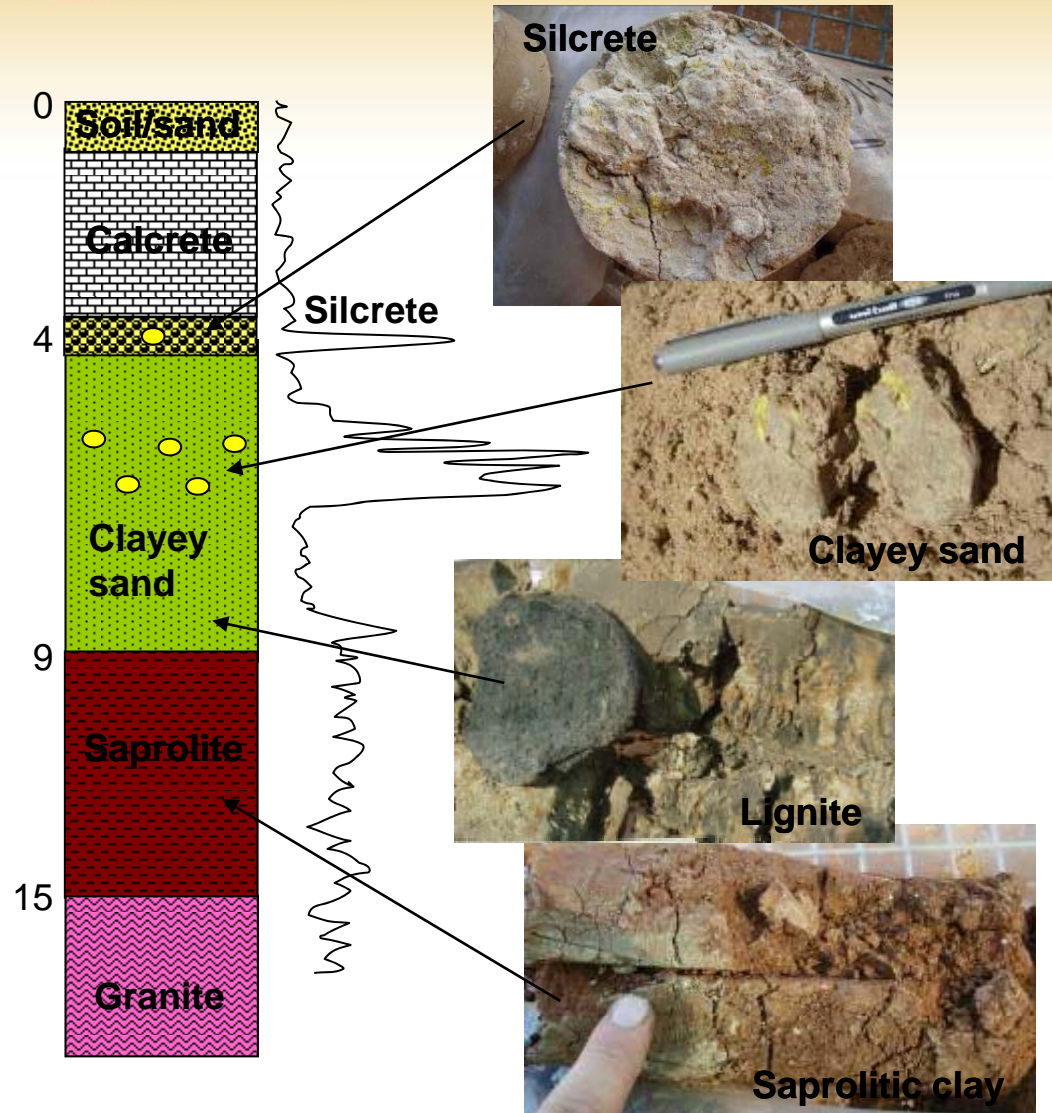 Silcrete
0
Soil/sand
Calcrete
Silcrete
4
Clayey sand
Clayey
sand
9
Saprolite
Lignite
15
Granite
Saprolitic clay